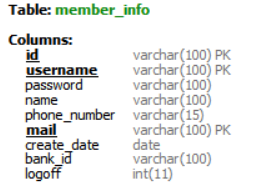 Table: member_info
Columns:
id varchar(100) PK
username varchar(100) PK
password varchar(100)
name varchar(100)
phone_number varchar(15)
mail varchar(100) PK
create_date date
bank_id varchar(100)
logoff int(11)